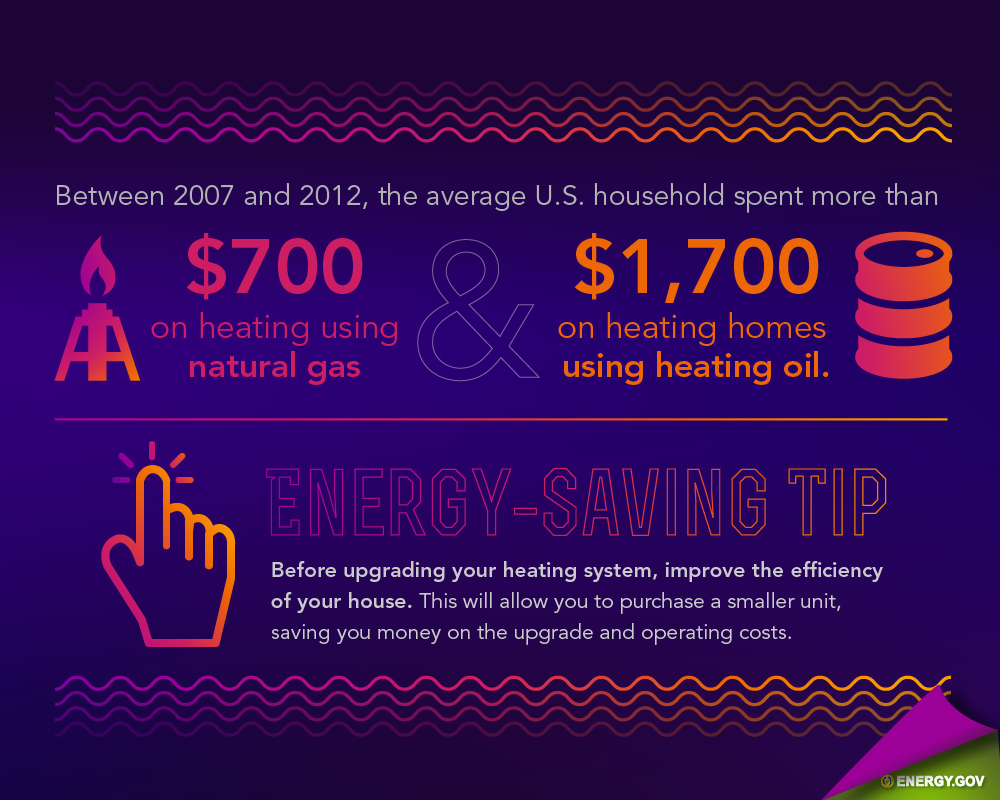 Between 2007 and 2012, the average U.S. household spent more than
$700
on heating using
natural gas
&
$1,700
on heating homes
using heating oil.
ENERGY-SAVING TIP
Before upgrading your heating system, improve the efficiency
of your house. This will allow you to purchase a smaller unit,
saving you money on the upgrade and operating costs.
ENERGY.GOV